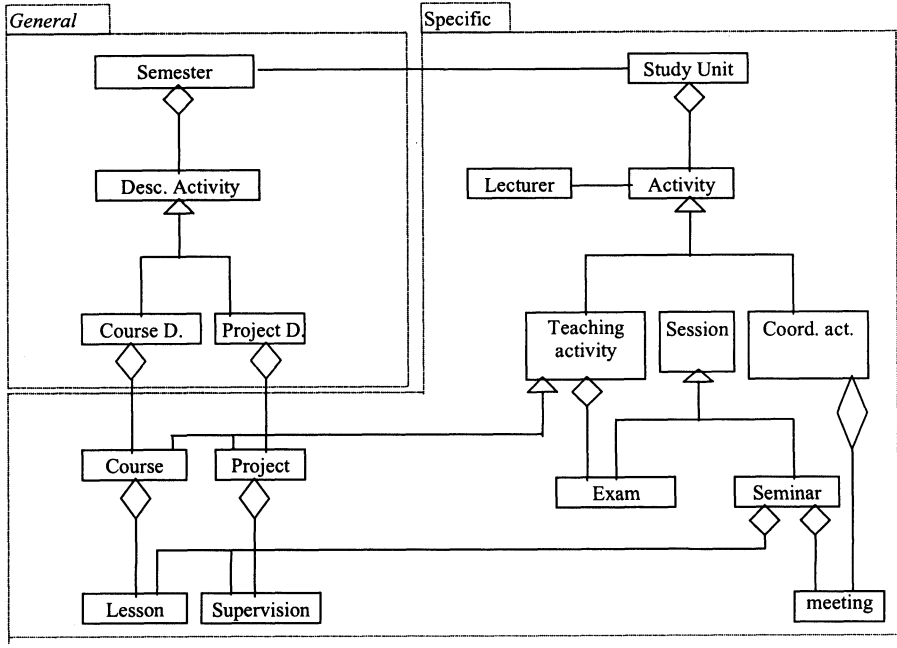 General
Specific
Semester
Study Unit
Desc. Activity
Lecturer
Activity
Course D.
Project D.
Teaching
activity
Session
Coord. act.
Course
Project
Exam
Seminar
Lesson
Supervision
meeting